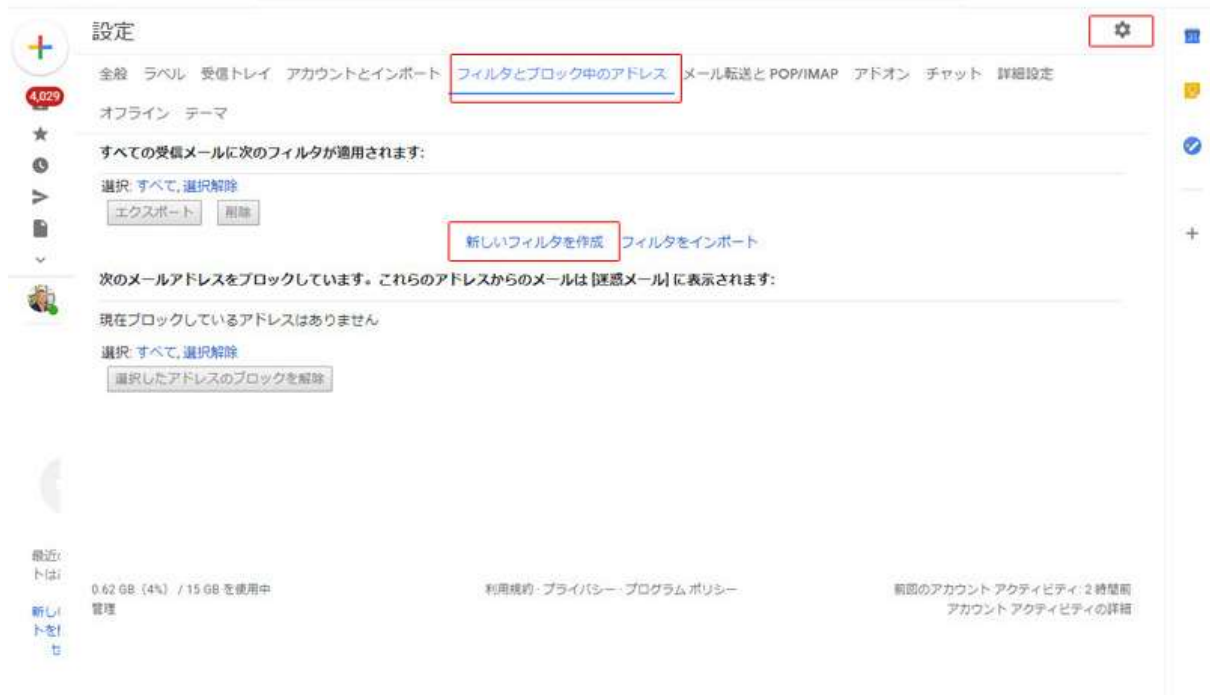 設定
全般 ラベル 受信トレイ アカウントとインポート フィルタとブロック中のアドレス メール転送と POP/IMAP アドオン チャット 詳細設定
4,029
オフライン テーマ
すべての受信メールに次のフィルタが適用されます:
選択: すべて, 選択解除
エクスポート 削除
新しいフィルタを作成 フィルタをインポート
次のメールアドレスをブロックしています。これらのアドレスからのメールは [迷惑メール] に表示されます:
現在ブロックしているアドレスはありません
選択: すべて, 選択解除
選択したアドレスのブロックを解除
最近
トは
0.62 GB（4%） / 15 GB を使用中
管理
利用規約 · プライバシー · プログラム ポリシー
前回のアカウント アクティビティ: 2 時間前
アカウント アクティビティの詳細
新し
トを